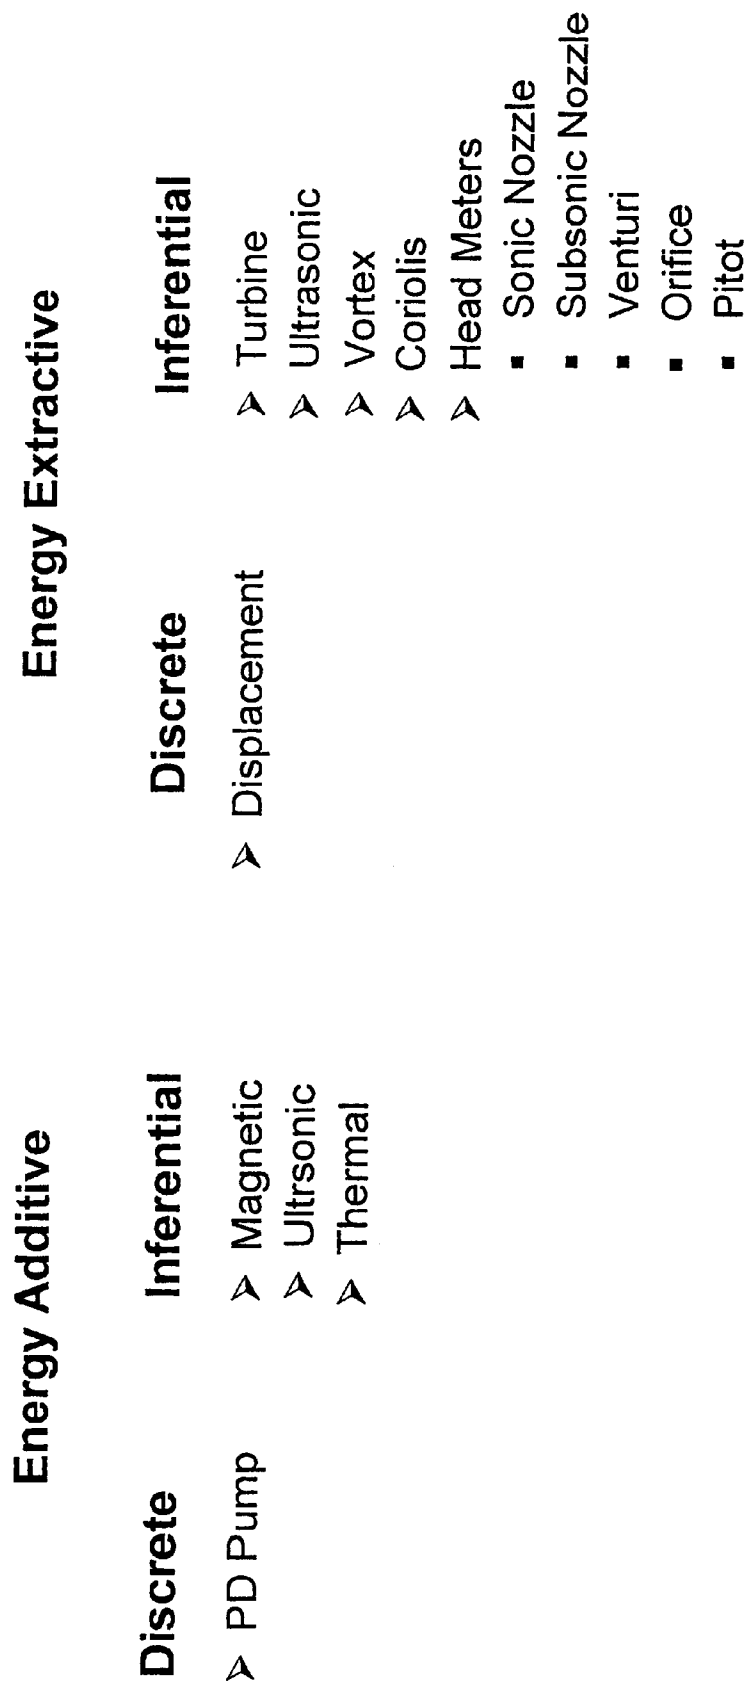 Energy Additive
Discrete
➢ PD Pump
Inferential
➢ Magnetic
➢ Ultrsonic
➢ Thermal
Energy Extractive
Discrete
➢ Displacement
Inferential
➢ Turbine
➢ Ultrasonic
➢ Vortex
➢ Coriolis
➢ Head Meters
▪ Sonic Nozzle
▪ Subsonic Nozzle
▪ Venturi
▪ Orifice
▪ Pitot